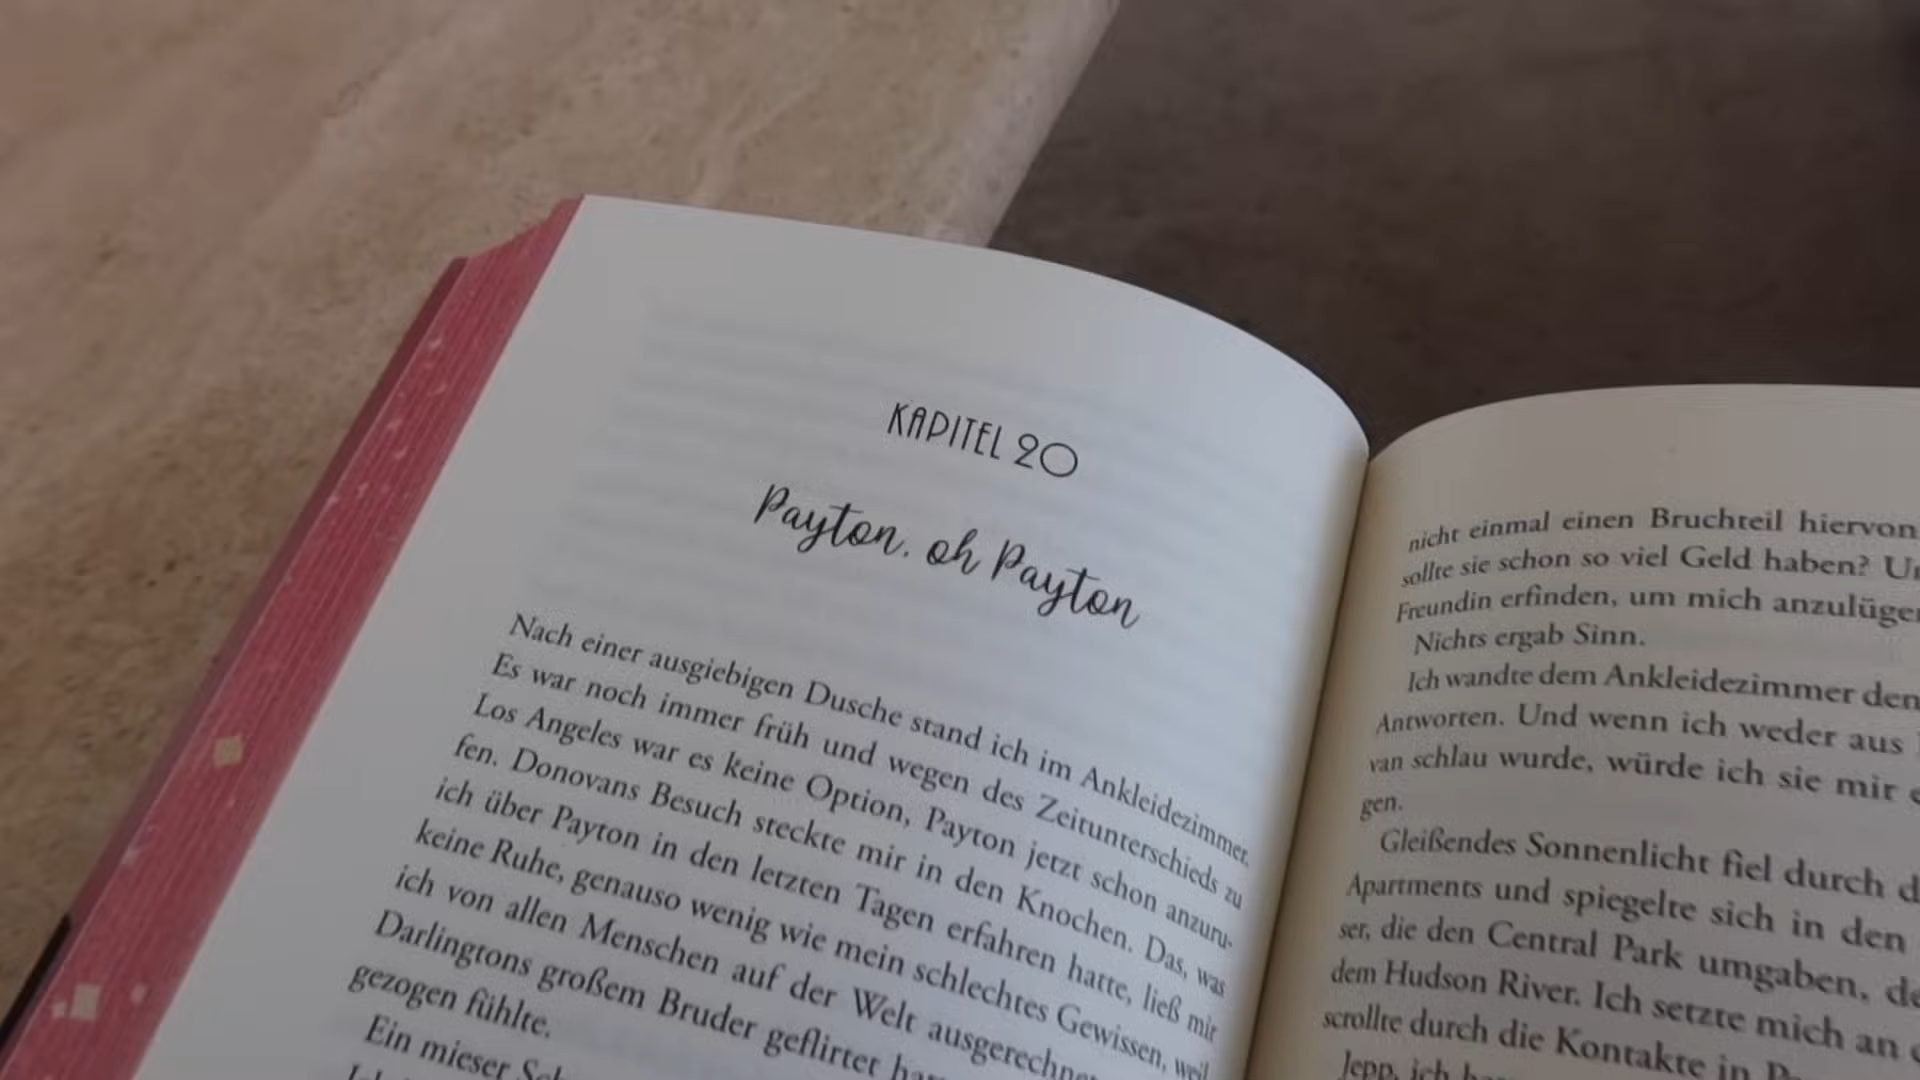 KAPITEL 20
Payton, oh Payton
Nach einer ausgiebigen Dusche stand ich im Ankleidezimmer.
Es war noch immer früh und wegen des Zeitunterschieds zu
Los Angeles war es keine Option, Payton jetzt schon anzuru-
fen. Donovans Besuch steckte mir in den Knochen. Das, was
ich über Payton in den letzten Tagen erfahren hatte, ließ mir
keine Ruhe, genauso wenig wie mein schlechtes Gewissen, weil
ich von allen Menschen auf der Welt ausgerechnet
Darlingtons großem Bruder geflirtet
gezogen fühlte.
Ein mieser
nicht einmal einen Bruchteil hiervon
sollte sie schon so viel Geld haben?
Freundin erfinden, um mich anzulügen
Nichts ergab Sinn.
Ich wandte dem Ankleidezimmer den
Antworten. Und wenn ich weder aus
van schlau wurde, würde ich sie mir
gen.
Gleißendes Sonnenlicht fiel durch
Apartments und spiegelte sich in den
ser, die den Central Park umgaben,
dem Hudson River. Ich setzte mich an
scrollte durch die Kontakte in
Jepp, ich